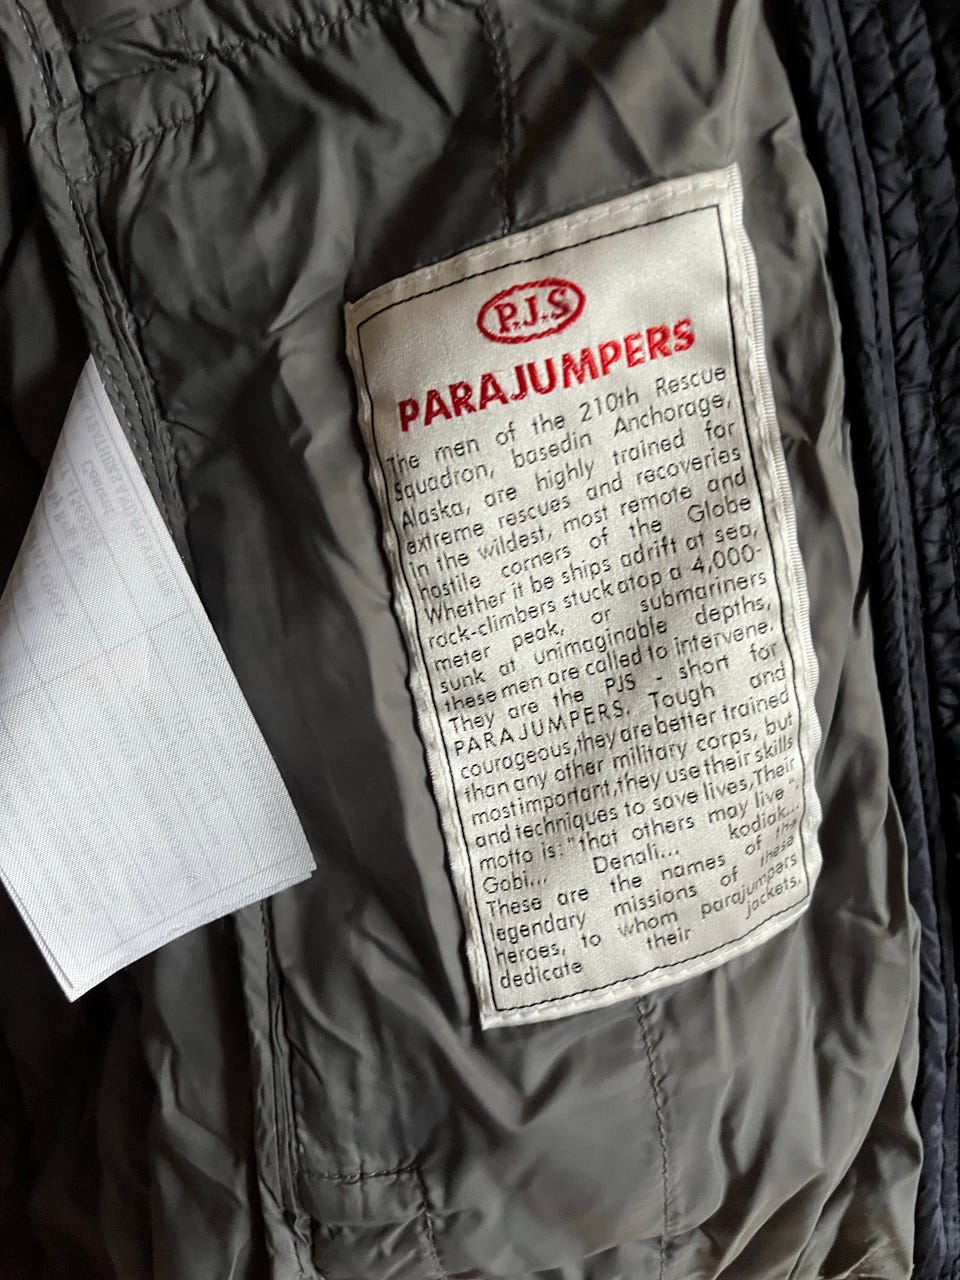 P.J.S
PARAJUMPERS
The men of the 210th Rescue
Squadron, basedin Anchorage,
Alaska, are highly trained for
extreme rescues and recoveries
in the wildest, most remote and
hostile corners of the Globe
Whether it be ships adrift at sea,
rock-climbers stuck atop a 4,000-
meter peak, or submariners
sunk at unimaginable depths,
these men are called to intervene.
They are the PJS - short for
PARAJUMPERS. Tough and
courageous,they are better trained
than any other military corps, but
most important,they use their skills
and techniques to save lives,Their
motto is: "that others may live "
Gobi... Denali... kodiak...
These are the names of the
legendary missions of these
heroes, to whom parajumpers
dedicate their jackets.